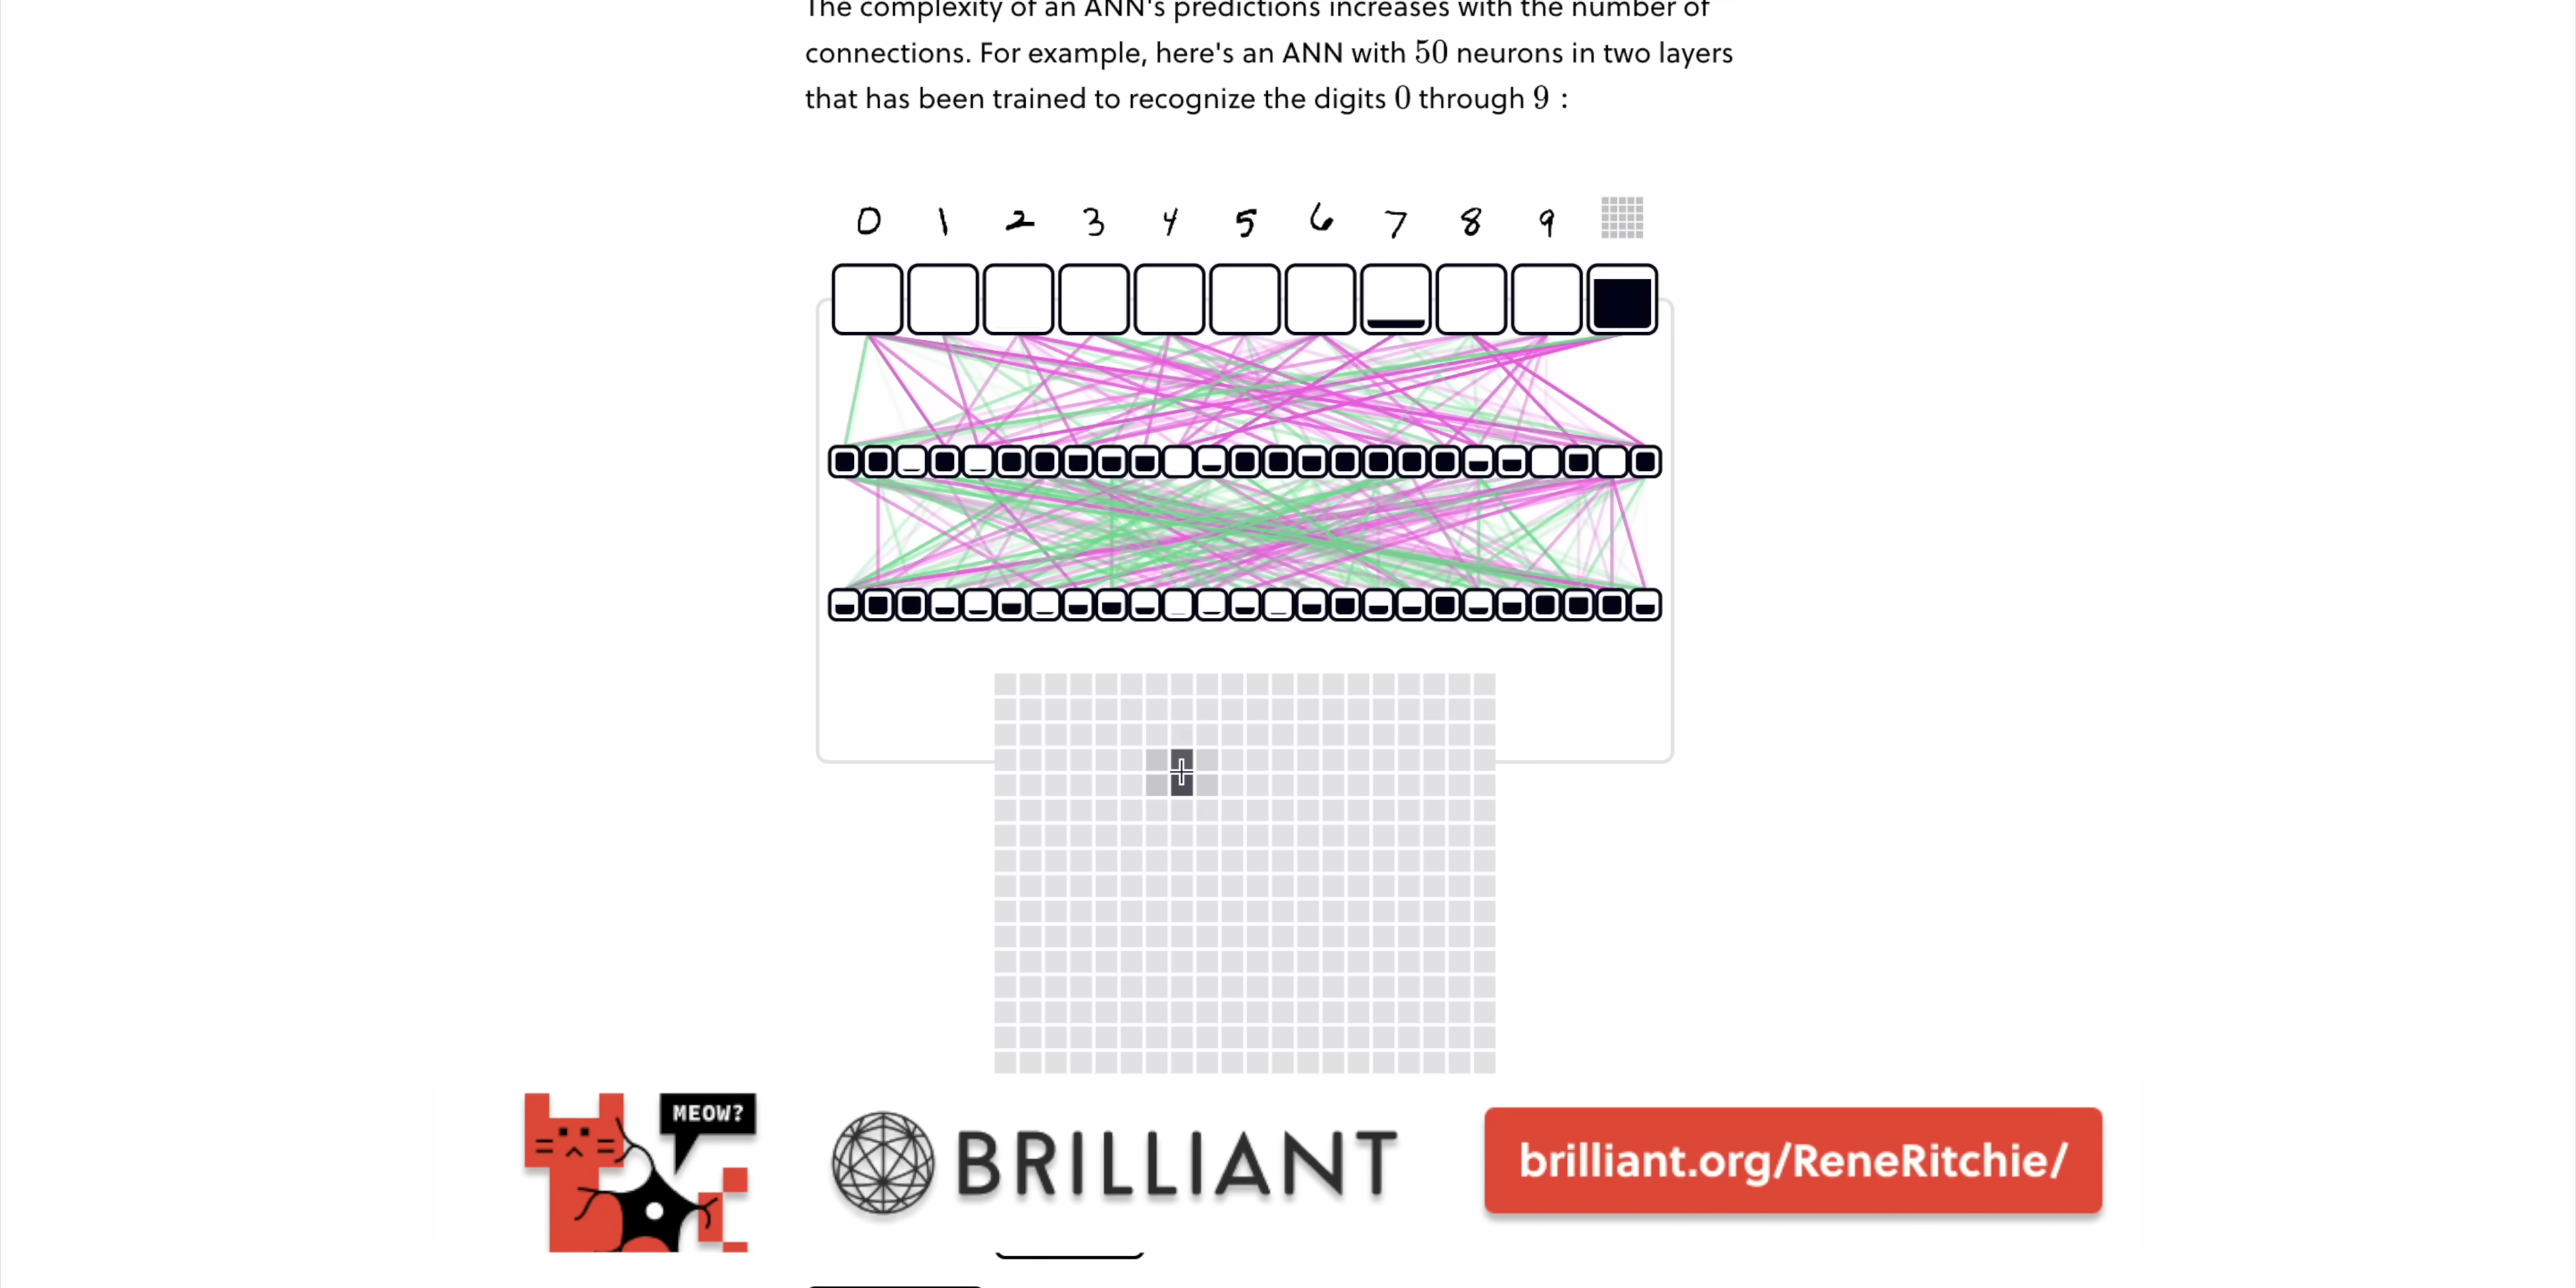 The complexity of an ANN's predictions increases with the number of
connections. For example, here's an ANN with 50 neurons in two layers
that has been trained to recognize the digits 0 through 9 :
0 1 2 3 4 5 6 7 8 9
MEOW?
BRILLIANT
brilliant.org/ReneRitchie/